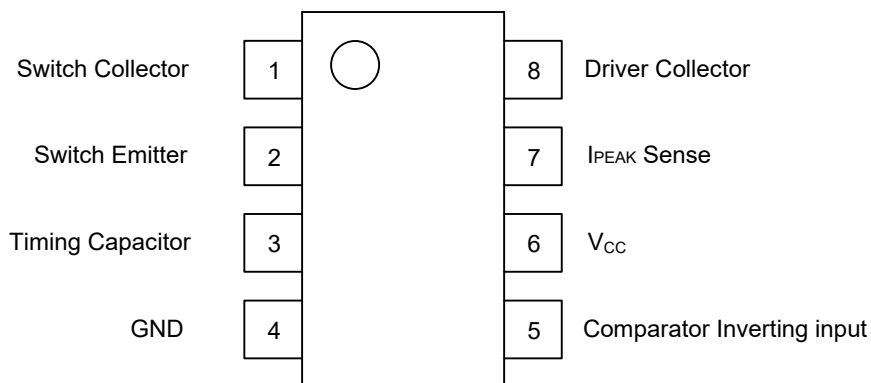 Switch Collector 1 8 Driver Collector
Switch Emitter 2 7 IPEAK Sense
Timing Capacitor 3 6 VCC
GND 4 5 Comparator Inverting input